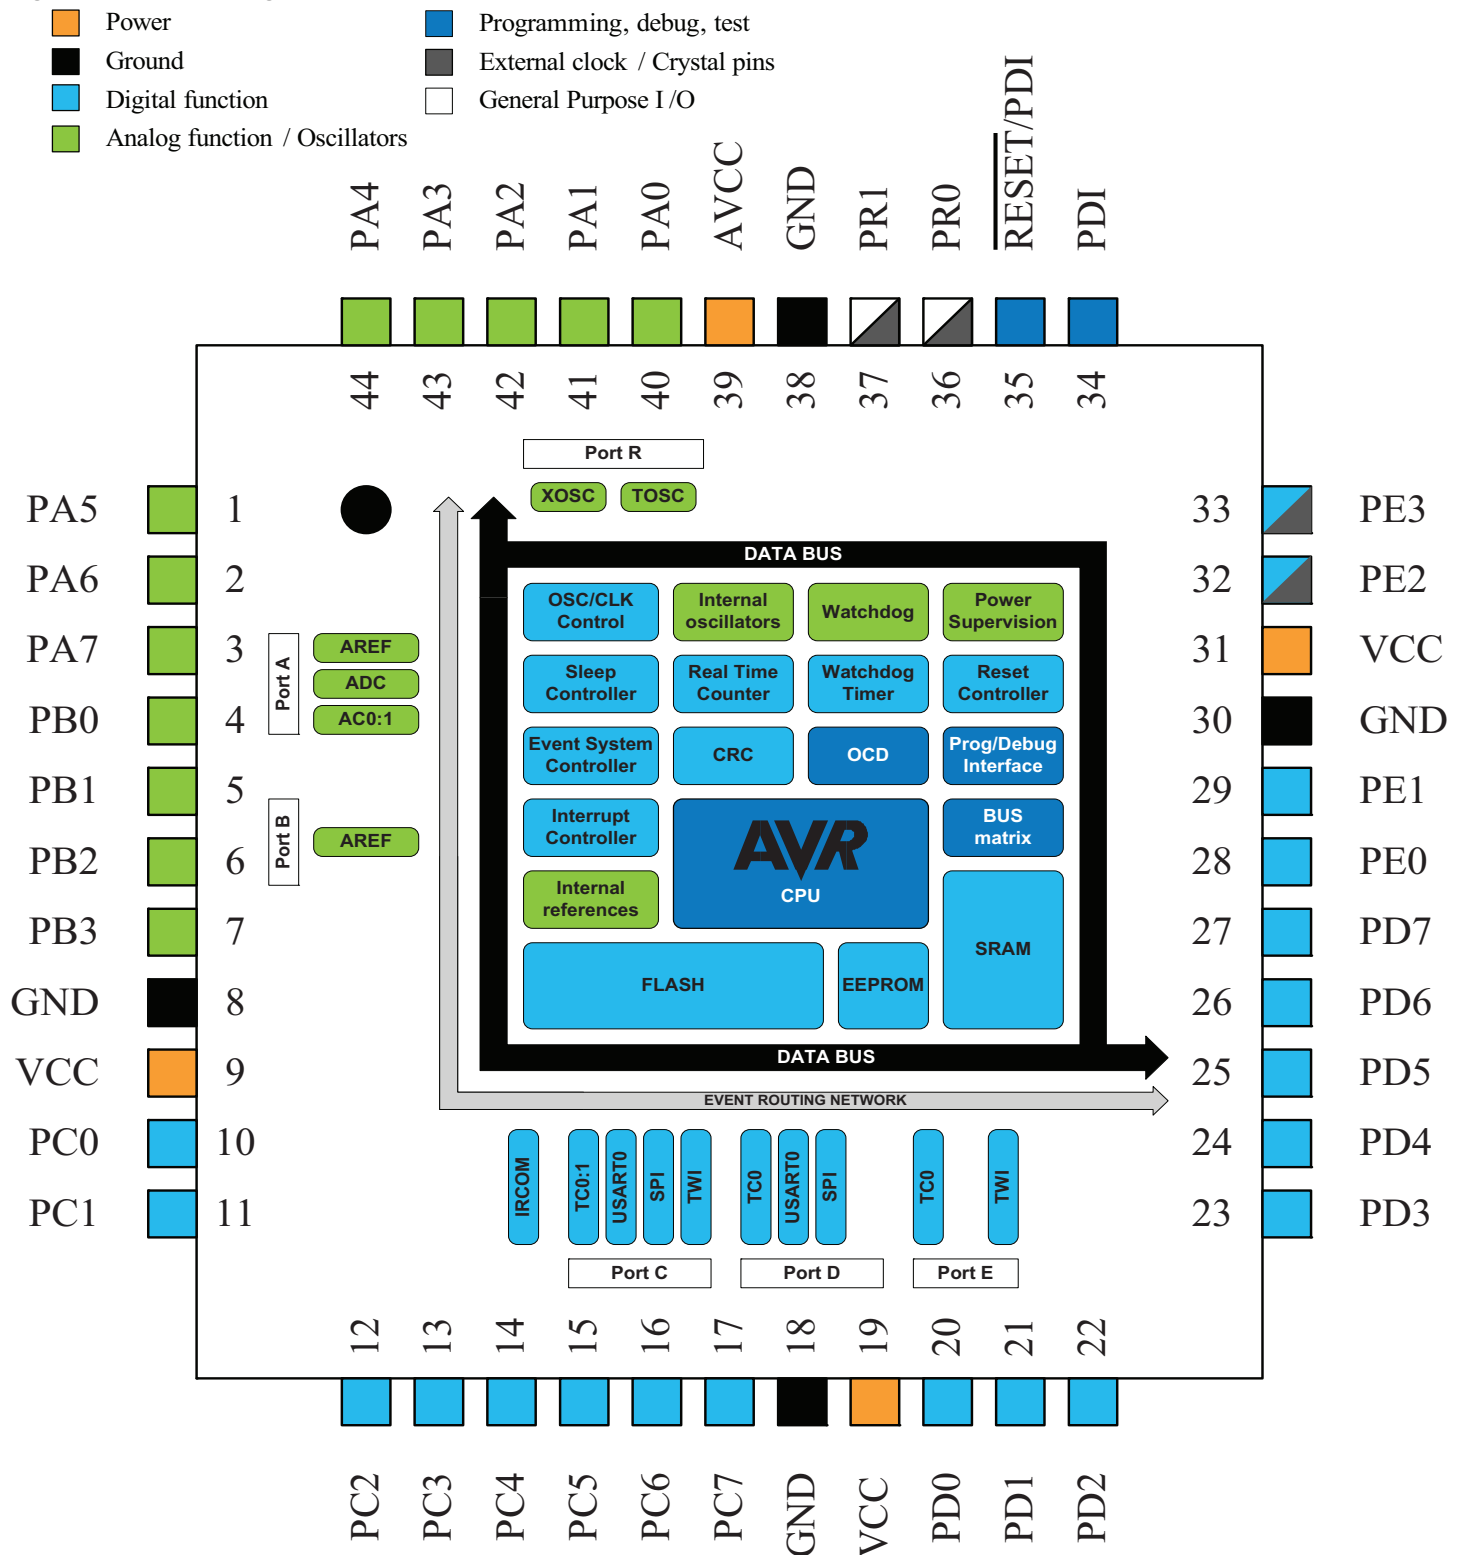 Power
Programming, debug, test
Ground
External clock / Crystal pins
Digital function
General Purpose I /O
Analog function / Oscillators
PA4
PA3
PA2
PA1
PA0
AVCC
GND
PR1
PR0
RESET/PDI
PDI
44
43
42
41
40
39
38
37
36
35
34
Port R
XOSC
TOSC
PA5
1
PA6
2
PA7
3
PB0
4
PB1
5
PB2
6
PB3
7
GND
8
VCC
9
PC0
10
PC1
11
Port A
AREF
ADC
AC0:1
Port B
AREF
DATA BUS
OSC/CLK
Control
Internal
oscillators
Watchdog
Power
Supervision
Sleep
Controller
Real Time
Counter
Watchdog
Timer
Reset
Controller
Event System
Controller
CRC
OCD
Prog/Debug
Interface
Interrupt
Controller
AVR
CPU
BUS
matrix
Internal
references
SRAM
FLASH
EEPROM
DATA BUS
EVENT ROUTING NETWORK
33
PE3
32
PE2
31
VCC
30
GND
29
PE1
28
PE0
27
PD7
26
PD6
25
PD5
24
PD4
23
PD3
IRCOM
TC0:1
USART0
SPI
TWI
TC0
USART0
SPI
TC0
TWI
Port C
Port D
Port E
12
13
14
15
16
17
18
19
20
21
22
PC2
PC3
PC4
PC5
PC6
PC7
GND
VCC
PD0
PD1
PD2